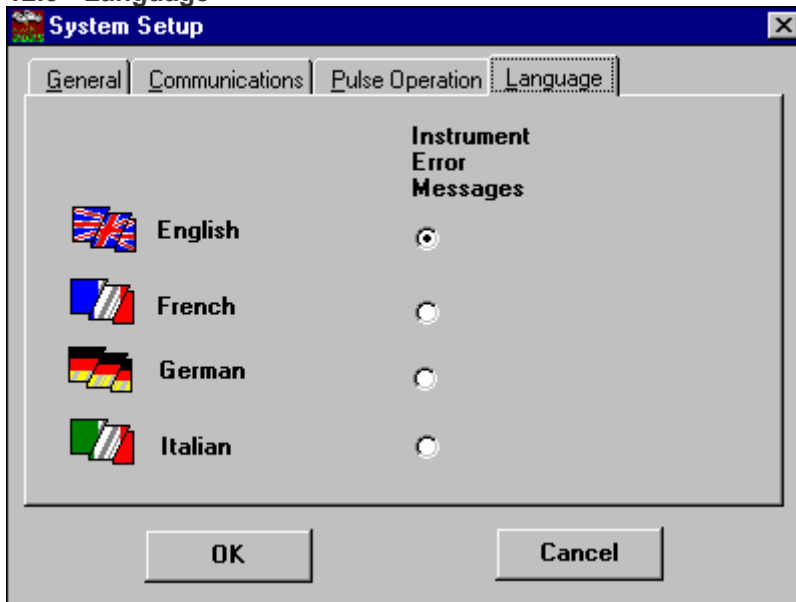 System Setup
General Communications Pulse Operation Language
Instrument
Error
Messages
English
French
German
Italian
OK Cancel